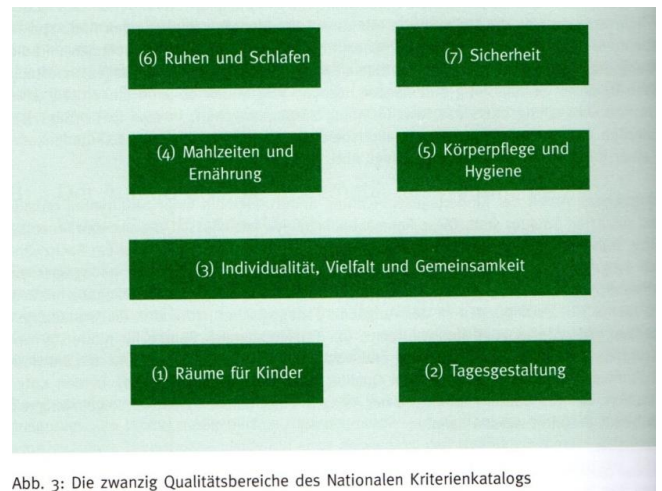 (6) Ruhen und Schlafen
(7) Sicherheit
(4) Mahlzeiten und
Ernährung
(5) Körperpflege und
Hygiene
(3) Individualität, Vielfalt und Gemeinsamkeit
(1) Räume für Kinder
(2) Tagesgestaltung
Abb. 3: Die zwanzig Qualitätsbereiche des Nationalen Kriterienkatalogs